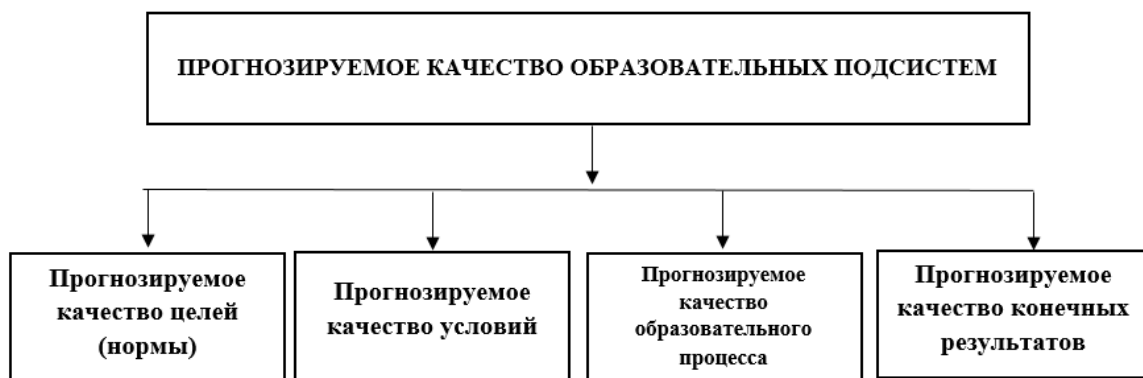 ПРОГНОЗИРУЕМОЕ КАЧЕСТВО ОБРАЗОВАТЕЛЬНЫХ ПОДСИСТЕМ
Прогнозируемое
качество целей
(нормы)
Прогнозируемое
качество условий
Прогнозируемое
качество
образовательного
процесса
Прогнозируемое
качество конечных
результатов